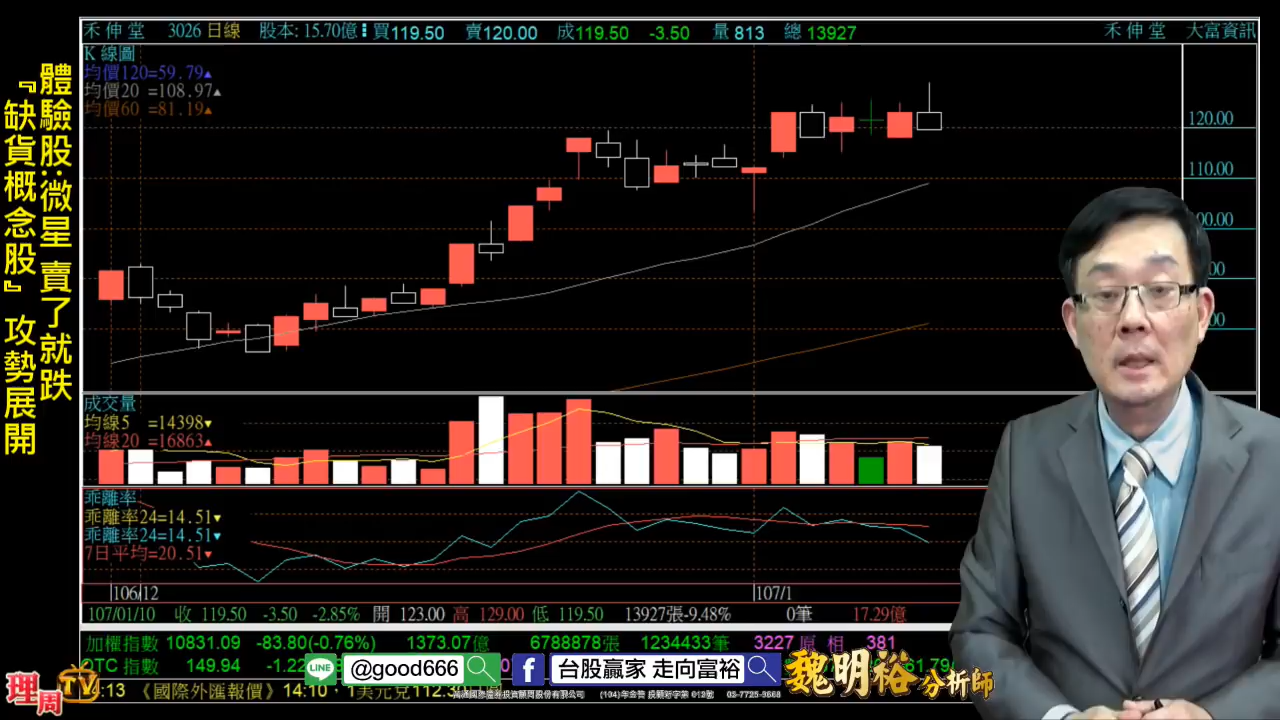 體驗股:微星 賣了就跌
『缺貨概念股』 攻勢展開
禾伸堂 3026 日線 股本: 15.70億 買119.50 賣120.00 成119.50 -3.50 量 813 總 13927 禾伸堂 大富資訊
K 線圖
均價120=59.79▲
均價20 =108.97▲
均價60 =81.19▲
120.00
110.00
成交量
均線5 =14398▼
均線20 =16863▲
乖離率
乖離率24=14.51▼
乖離率24=14.51▼
7日平均=20.51▼
106/12
107/1
107/01/10 收 119.50 -3.50 -2.85% 開 123.00 高 129.00 低 119.50 13927張-9.48% 0筆 17.29億
加權指數 10831.09 -83.80(-0.76%) 1373.07億 6788878張 1234433筆 3227 原 相 381
OTC 指數 149.94
LINE @good666
f 台股贏家 走向富裕
魏明裕 分析師
《國際外匯報價》 14:10
理周TV